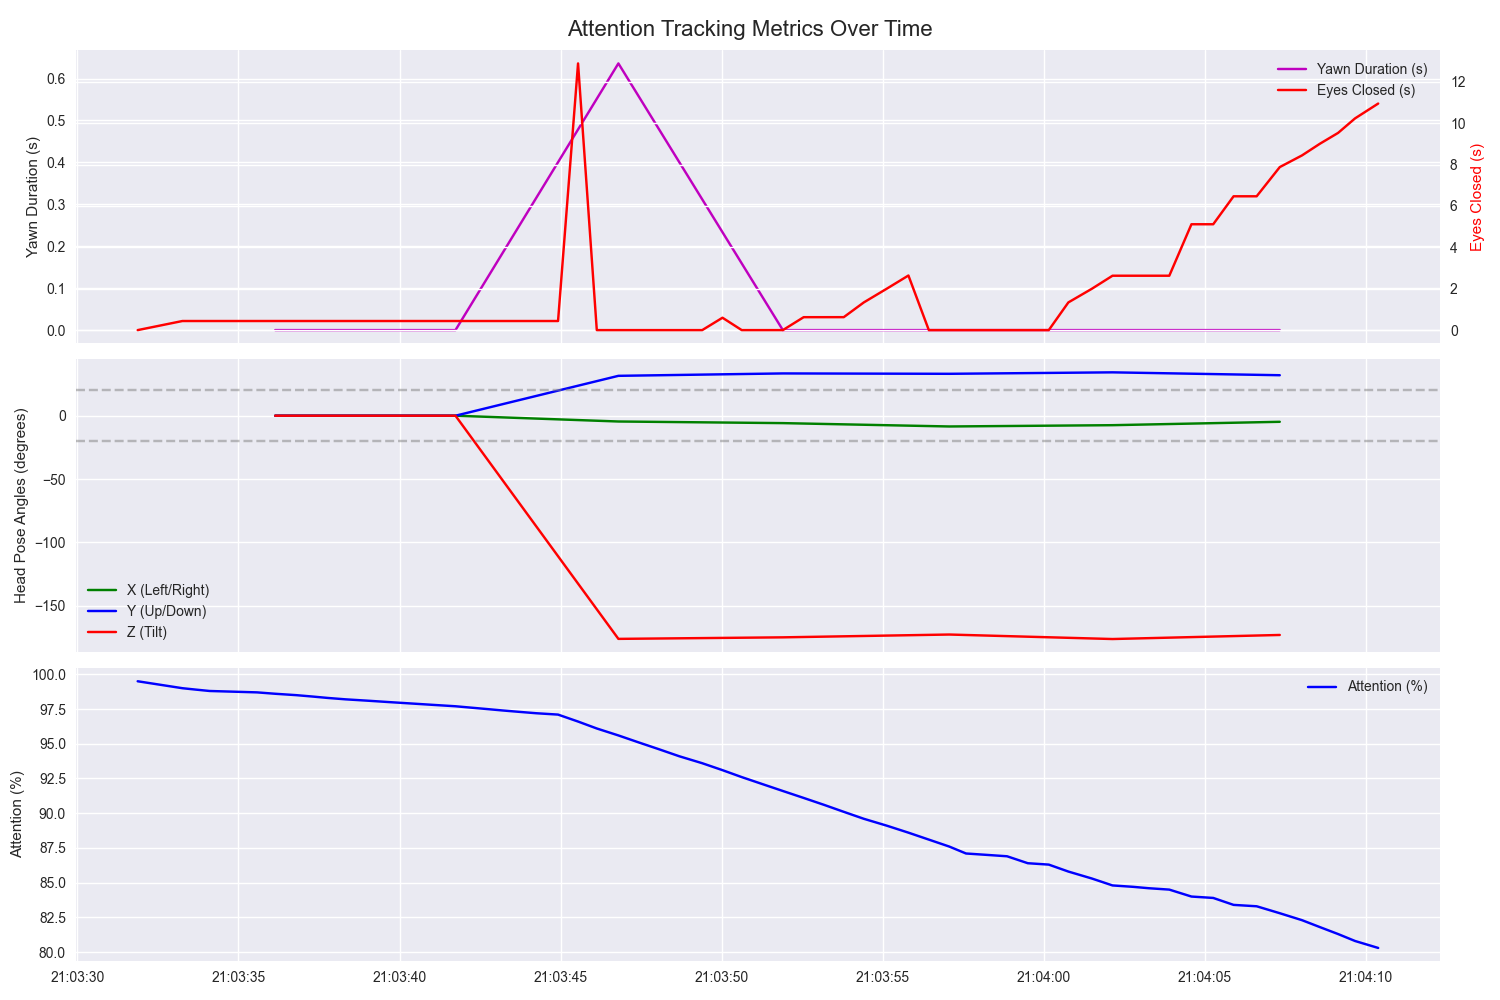 Attention Tracking Metrics Over Time
Yawn Duration (s)
0.6
0.5
0.4
0.3
0.2
0.1
0.0
Yawn Duration (s)
Eyes Closed (s)
12
10
8
6
4
2
0
Eyes Closed (s)
Head Pose Angles (degrees)
0
−50
−100
−150
X (Left/Right)
Y (Up/Down)
Z (Tilt)
Attention (%)
100.0
97.5
95.0
92.5
90.0
87.5
85.0
82.5
80.0
Attention (%)
21:03:30 21:03:35 21:03:40 21:03:45 21:03:50 21:03:55 21:04:00 21:04:05 21:04:10